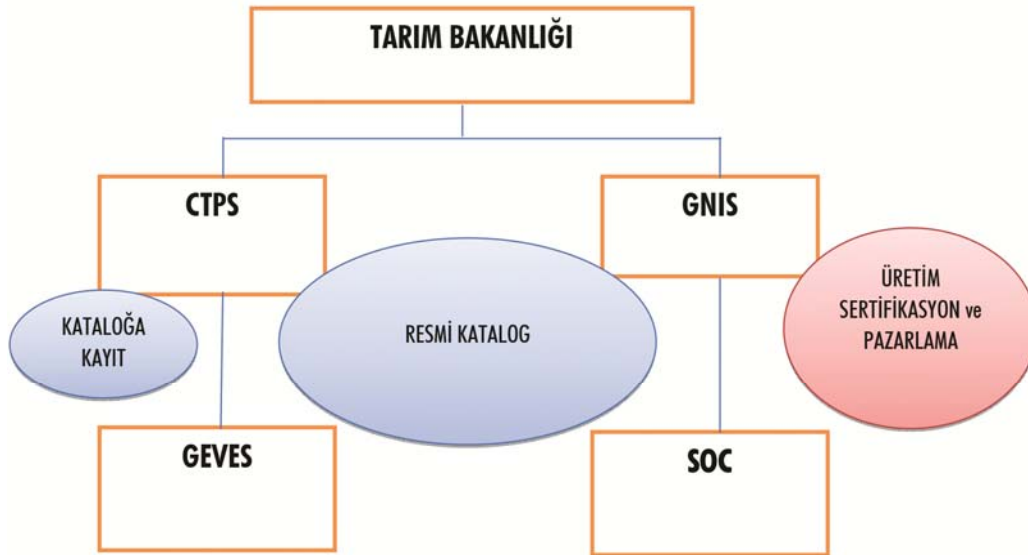 TARIM BAKANLIĞI
CTPS
GNIS
KATALOĞA
KAYIT
RESMİ KATALOG
ÜRETİM
SERTİFİKASYON ve
PAZARLAMA
GEVES
SOC